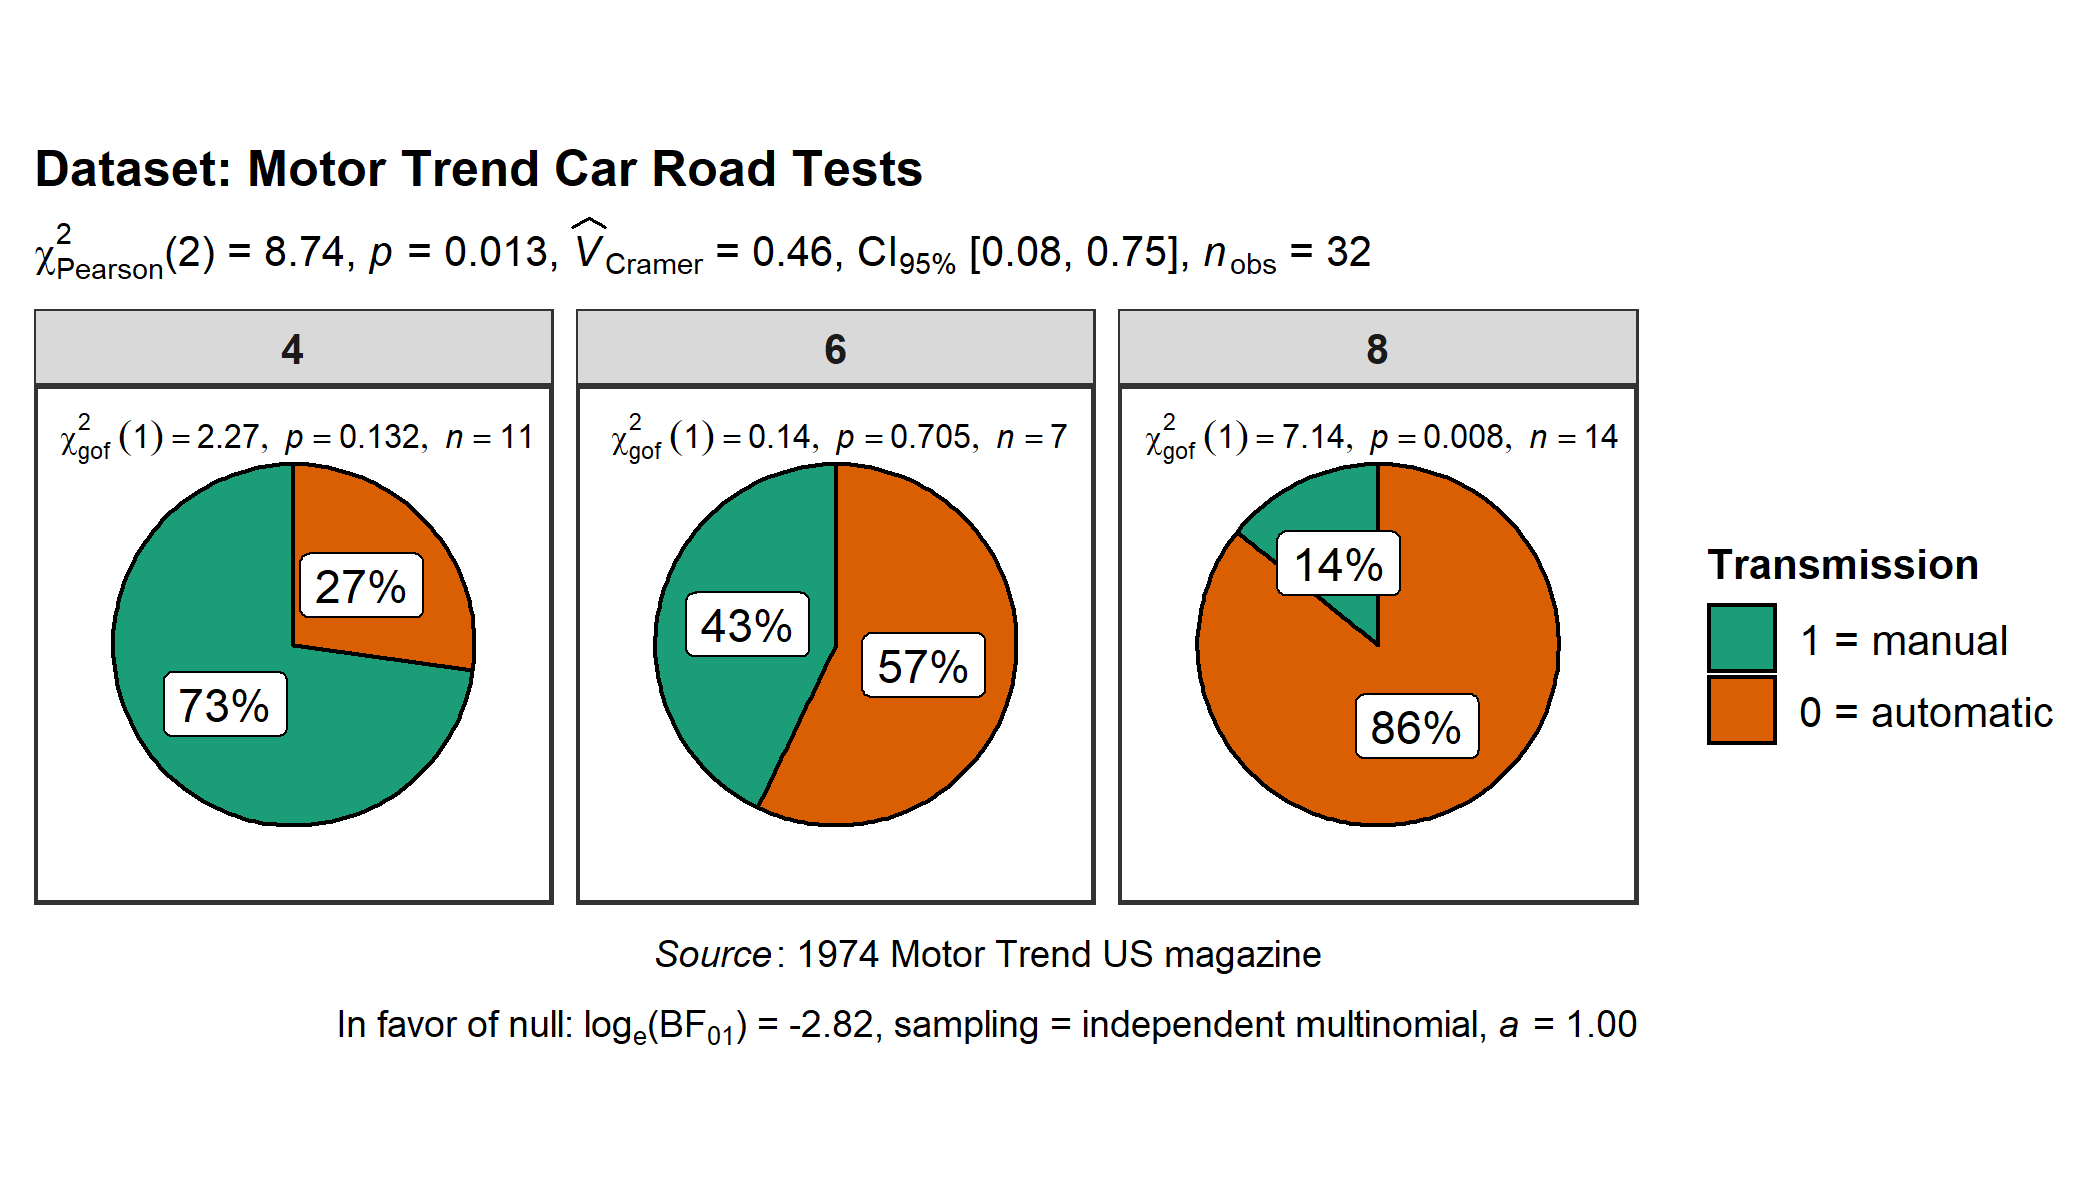 Dataset: Motor Trend Car Road Tests
χ²Pearson(2) = 8.74, p = 0.013, V̂Cramer = 0.46, CI95% [0.08, 0.75], nobs = 32
4
6
8
χ²gof (1) = 2.27, p = 0.132, n = 11
χ²gof (1) = 0.14, p = 0.705, n = 7
χ²gof (1) = 7.14, p = 0.008, n = 14
27%
73%
43%
57%
14%
86%
Transmission
1 = manual
0 = automatic
Source: 1974 Motor Trend US magazine
In favor of null: loge(BF01) = -2.82, sampling = independent multinomial, a = 1.00